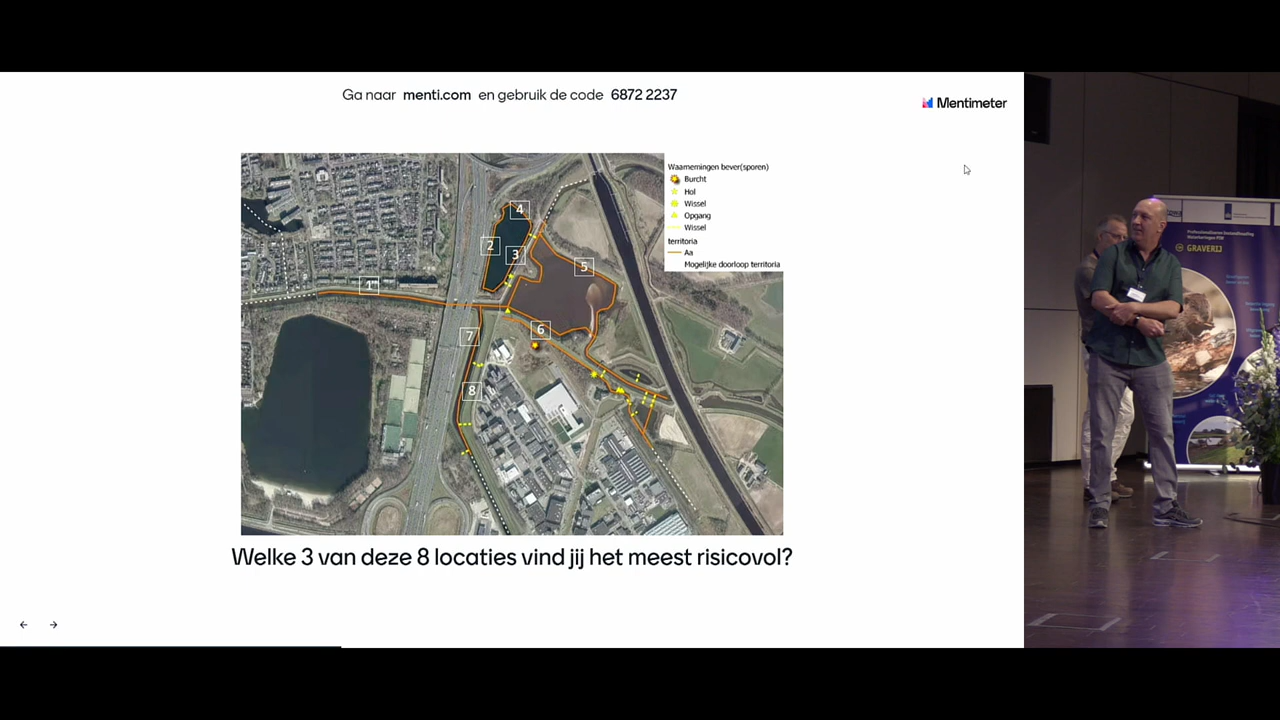 Ga naar menti.com en gebruik de code 6872 2237
Mentimeter
Waarnemingen bever(sporen)
Burcht
Hol
Wissel
Opgang
Wissel
territoria
Aa
Mogelijke doorloop territoria
4
2
3
5
1
6
7
8
Welke 3 van deze 8 locaties vind jij het meest risicovol?
GRAVERIJ